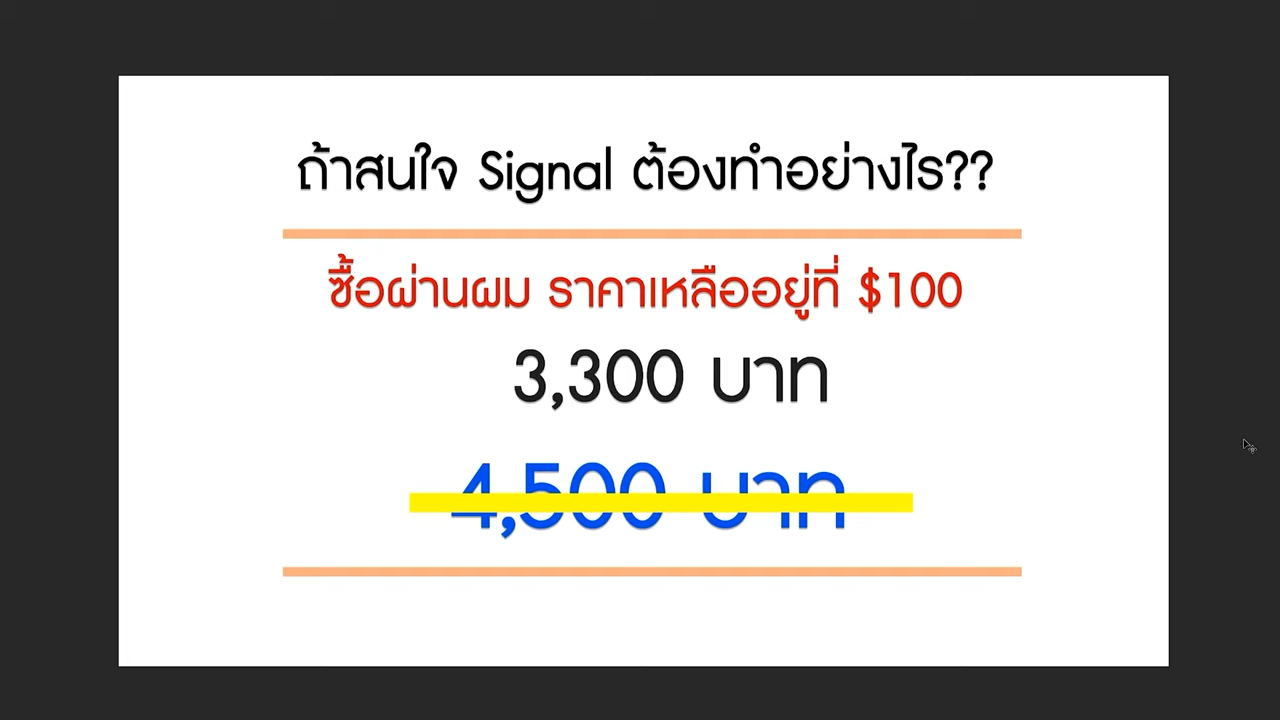 ถ้าสนใจ Signal ต้องทำอย่างไร??
ซื้อผ่านผม ราคาเหลืออยู่ที่ $100
3,300 บาท
4,500 บาท